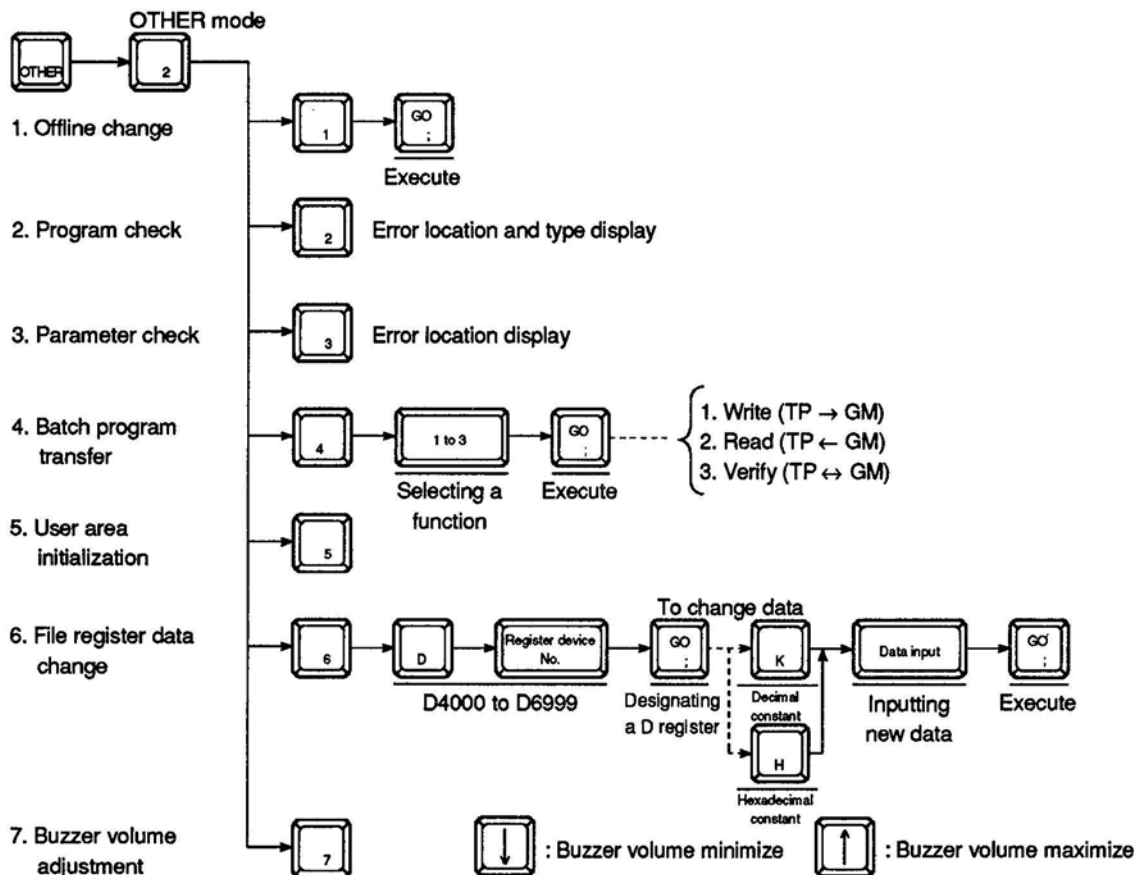 OTHER mode
OTHER
2
1. Offline change
1
GO
;
Execute
2. Program check
2
Error location and type display
3. Parameter check
3
Error location display
4. Batch program
transfer
4
1 to 3
GO
;
Selecting a
function
Execute
1. Write (TP → GM)
2. Read (TP ← GM)
3. Verify (TP ↔ GM)
5. User area
initialization
5
6. File register data
change
6
D
Register device
No.
D4000 to D6999
GO
;
Designating
a D register
To change data
K
Decimal
constant
H
Hexadecimal
constant
Data input
Inputting
new data
GO
;
Execute
7. Buzzer volume
adjustment
7
↓ : Buzzer volume minimize
↑ : Buzzer volume maximize